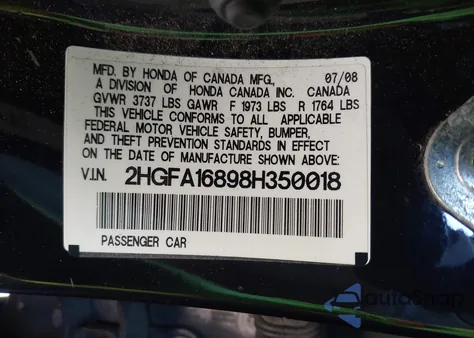 MFD. BY HONDA OF CANADA MFG., 07/08
A DIVISION OF HONDA CANADA INC. CANADA
GVWR 3737 LBS GAWR F 1973 LBS R 1764 LBS
THIS VEHICLE CONFORMS TO ALL APPLICABLE
FEDERAL MOTOR VEHICLE SAFETY, BUMPER,
AND THEFT PREVENTION STANDARDS IN EFFECT
ON THE DATE OF MANUFACTURE SHOWN ABOVE:
V.I.N. 2HGFA16898H350018
PASSENGER CAR
autoSnap